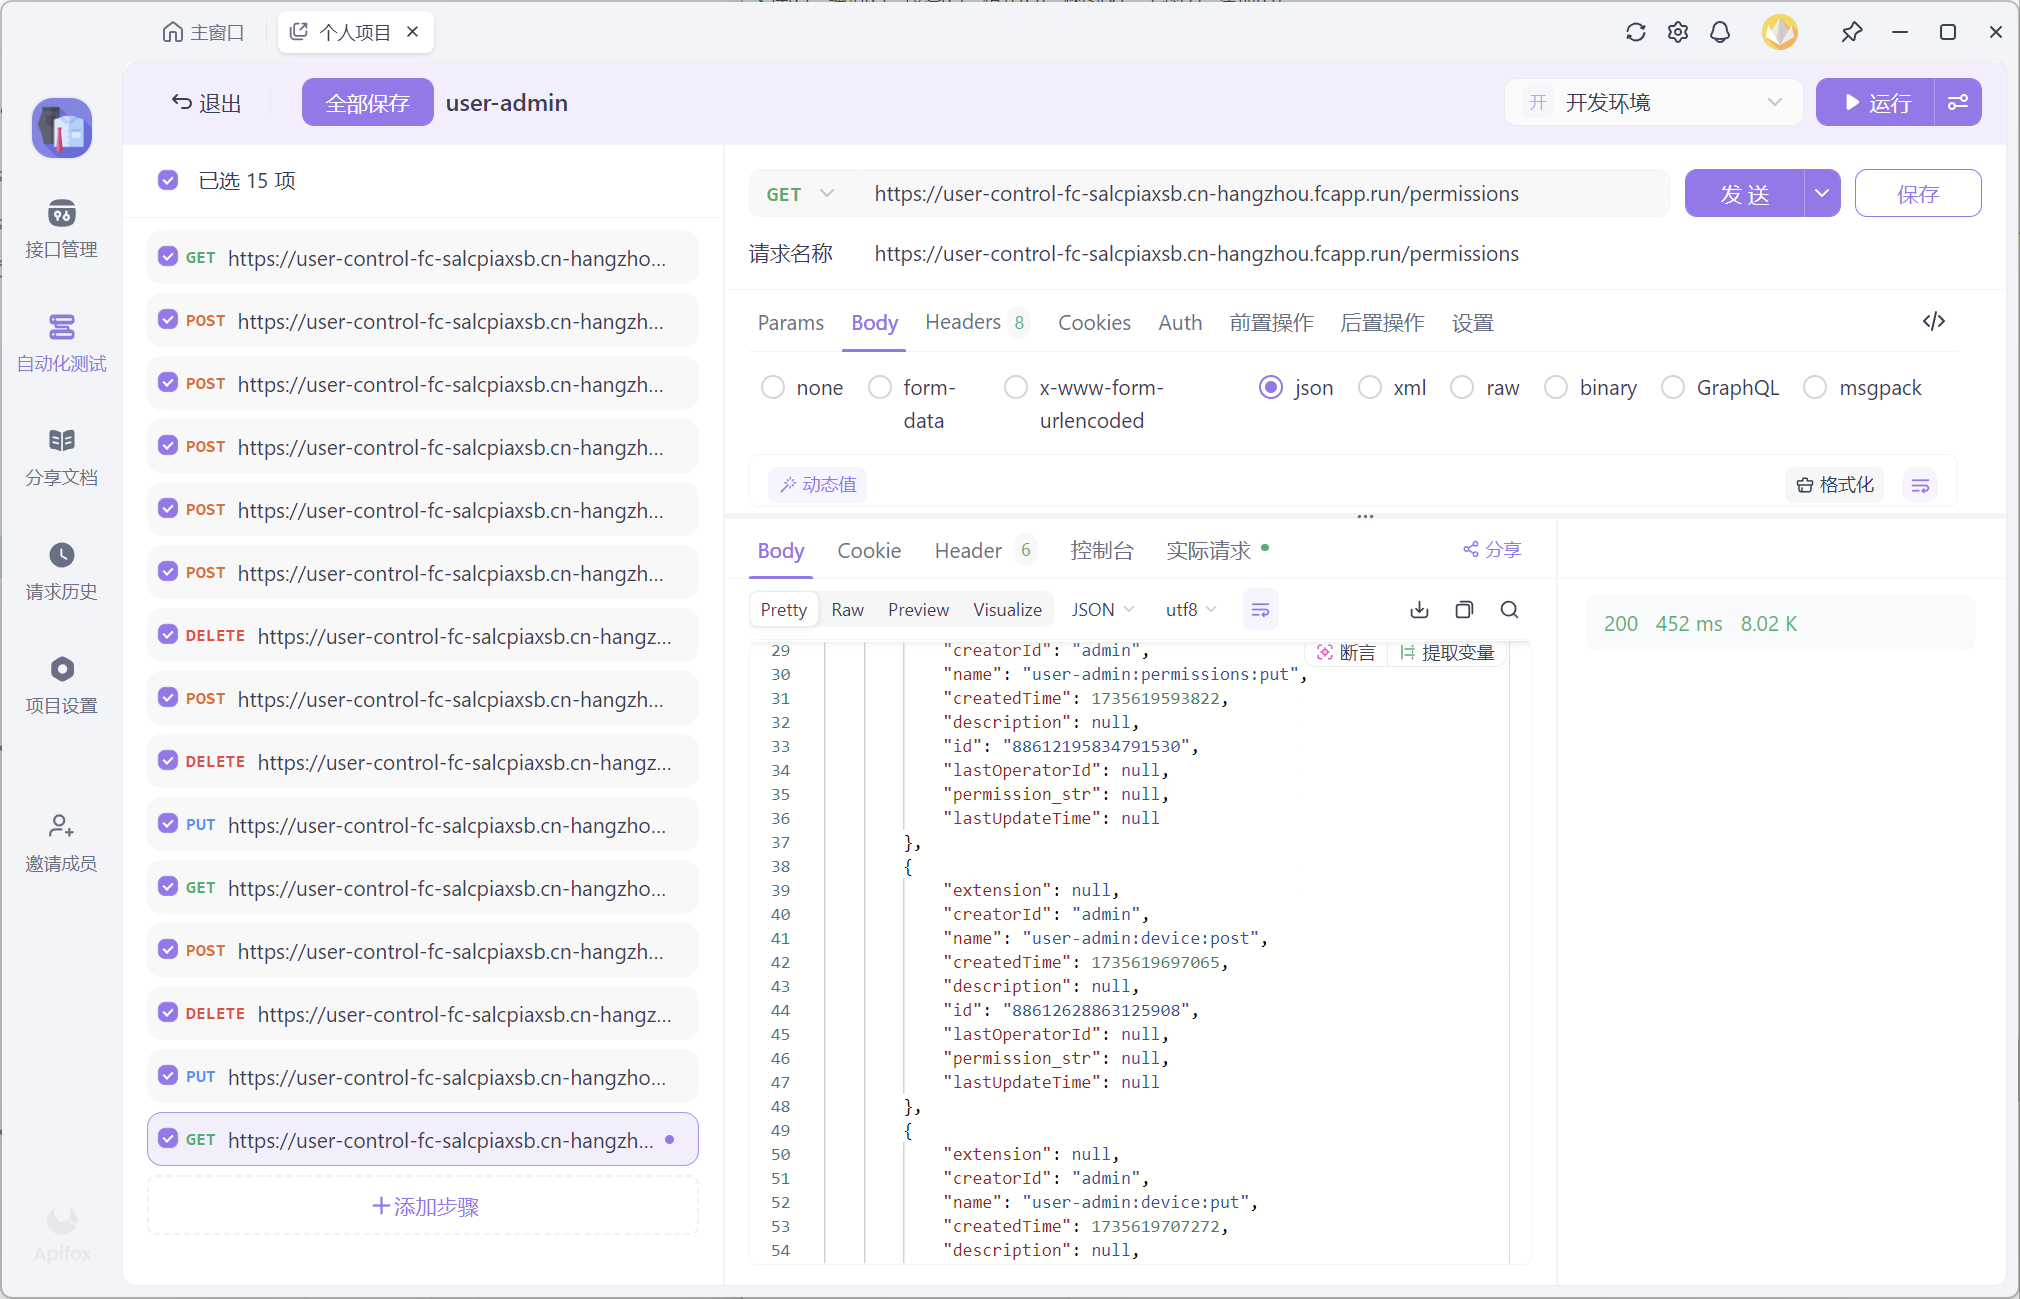 主窗口
个人项目
退出
全部保存
user-admin
开 开发环境
运行
接口管理
自动化测试
分享文档
请求历史
项目设置
邀请成员
Apifox
已选 15 项
GET https://user-control-fc-salcpiaxsb.cn-hangzho...
POST https://user-control-fc-salcpiaxsb.cn-hangzh...
POST https://user-control-fc-salcpiaxsb.cn-hangzh...
POST https://user-control-fc-salcpiaxsb.cn-hangzh...
POST https://user-control-fc-salcpiaxsb.cn-hangzh...
POST https://user-control-fc-salcpiaxsb.cn-hangzh...
DELETE https://user-control-fc-salcpiaxsb.cn-hangz...
POST https://user-control-fc-salcpiaxsb.cn-hangzh...
DELETE https://user-control-fc-salcpiaxsb.cn-hangz...
PUT https://user-control-fc-salcpiaxsb.cn-hangzho...
GET https://user-control-fc-salcpiaxsb.cn-hangzho...
POST https://user-control-fc-salcpiaxsb.cn-hangzh...
DELETE https://user-control-fc-salcpiaxsb.cn-hangz...
PUT https://user-control-fc-salcpiaxsb.cn-hangzho...
GET https://user-control-fc-salcpiaxsb.cn-hangzh...
添加步骤
GET https://user-control-fc-salcpiaxsb.cn-hangzhou.fcapp.run/permissions
发 送
保存
请求名称 https://user-control-fc-salcpiaxsb.cn-hangzhou.fcapp.run/permissions
Params Body Headers 8 Cookies Auth 前置操作 后置操作 设置
none form-data x-www-form-urlencoded json xml raw binary GraphQL msgpack
动态值 格式化
Body Cookie Header 6 控制台 实际请求 分享
Pretty Raw Preview Visualize JSON utf8
200 452 ms 8.02 K
断言 提取变量
29 "creatorId": "admin",
30 "name": "user-admin:permissions:put",
31 "createdTime": 1735619593822,
32 "description": null,
33 "id": "88612195834791530",
34 "lastOperatorId": null,
35 "permission_str": null,
36 "lastUpdateTime": null
37 },
38 {
39 "extension": null,
40 "creatorId": "admin",
41 "name": "user-admin:device:post",
42 "createdTime": 1735619697065,
43 "description": null,
44 "id": "88612628863125908",
45 "lastOperatorId": null,
46 "permission_str": null,
47 "lastUpdateTime": null
48 },
49 {
50 "extension": null,
51 "creatorId": "admin",
52 "name": "user-admin:device:put",
53 "createdTime": 1735619707272,
54 "description": null,